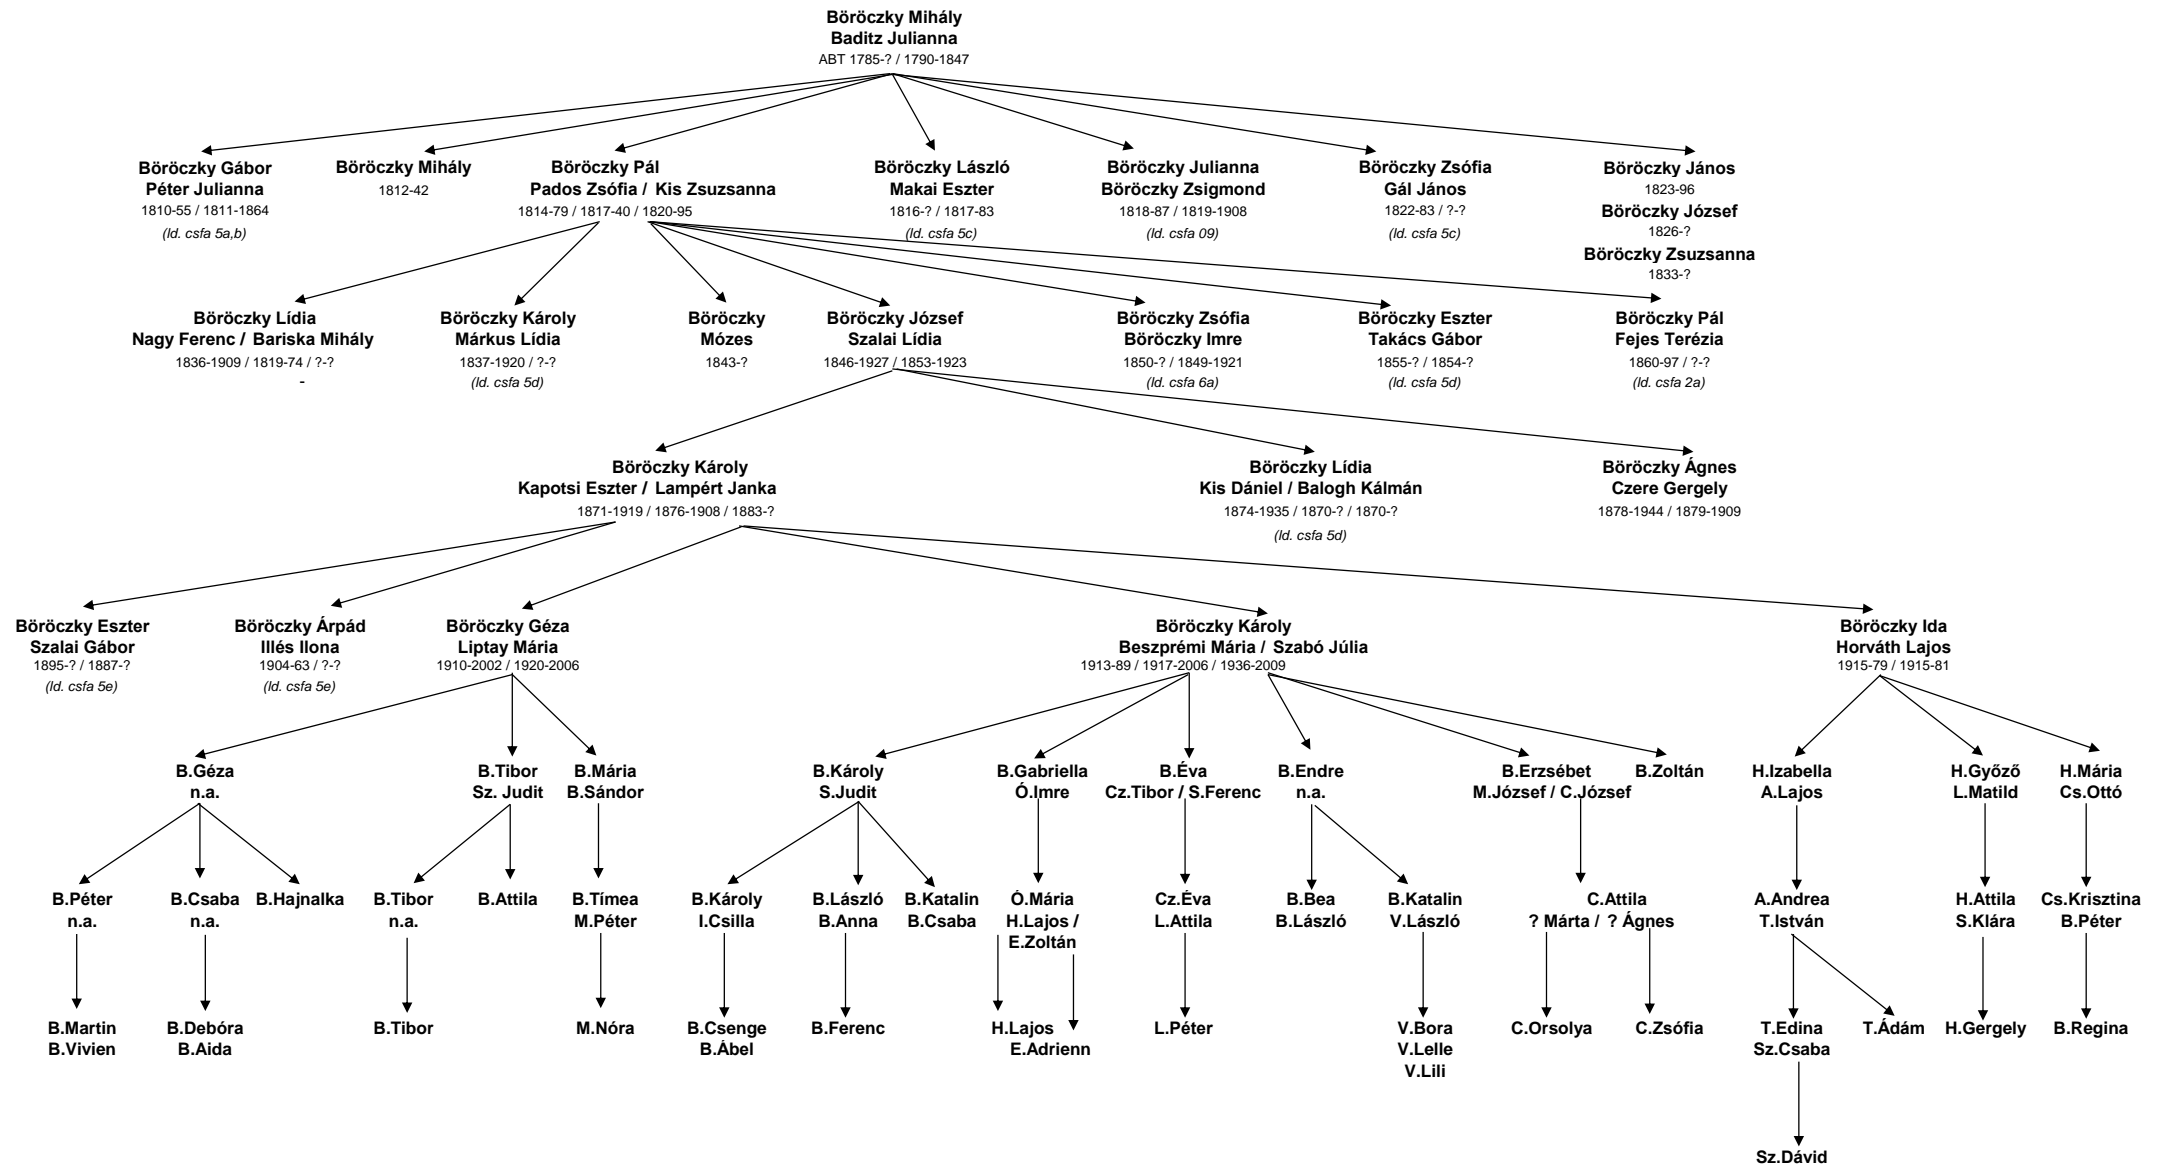 Böröczky Mihály
Baditz Julianna
ABT 1785-? / 1790-1847
Böröczky Gábor
Péter Julianna
1810-55 / 1811-1864
(ld. csfa 5a,b)
Böröczky Mihály
1812-42
Böröczky Pál
Pados Zsófia / Kis Zsuzsanna
1814-79 / 1817-40 / 1820-95
Böröczky László
Makai Eszter
1816-? / 1817-83
(ld. csfa 5c)
Böröczky Julianna
Böröczky Zsigmond
1818-87 / 1819-1908
(ld. csfa 09)
Böröczky Zsófia
Gál János
1822-83 / ?-?
(ld. csfa 5c)
Böröczky János
1823-96
Böröczky József
1826-?
Böröczky Zsuzsanna
1833-?
Böröczky Lídia
Nagy Ferenc / Bariska Mihály
1836-1909 / 1819-74 / ?-?
-
Böröczky Károly
Márkus Lídia
1837-1920 / ?-?
(ld. csfa 5d)
Böröczky
Mózes
1843-?
Böröczky József
Szalai Lídia
1846-1927 / 1853-1923
Böröczky Zsófia
Böröczky Imre
1850-? / 1849-1921
(ld. csfa 6a)
Böröczky Eszter
Takács Gábor
1855-? / 1854-?
(ld. csfa 5d)
Böröczky Pál
Fejes Terézia
1860-97 / ?-?
(ld. csfa 2a)
Böröczky Károly
Kapotsi Eszter / Lampért Janka
1871-1919 / 1876-1908 / 1883-?
Böröczky Lídia
Kis Dániel / Balogh Kálmán
1874-1935 / 1870-? / 1870-?
(ld. csfa 5d)
Böröczky Ágnes
Czere Gergely
1878-1944 / 1879-1909
Böröczky Eszter
Szalai Gábor
1895-? / 1887-?
(ld. csfa 5e)
Böröczky Árpád
Illés Ilona
1904-63 / ?-?
(ld. csfa 5e)
Böröczky Géza
Liptay Mária
1910-2002 / 1920-2006
Böröczky Károly
Beszprémi Mária / Szabó Júlia
1913-89 / 1917-2006 / 1936-2009
Böröczky Ida
Horváth Lajos
1915-79 / 1915-81
B.Géza
n.a.
B.Tibor
Sz. Judit
B.Mária
B.Sándor
B.Károly
S.Judit
B.Gabriella
Ó.Imre
B.Éva
Cz.Tibor / S.Ferenc
B.Endre
n.a.
B.Erzsébet
M.József / C.József
B.Zoltán
H.Izabella
A.Lajos
H.Győző
L.Matild
H.Mária
Cs.Ottó
B.Péter
n.a.
B.Csaba
n.a.
B.Hajnalka
B.Tibor
n.a.
B.Attila
B.Tímea
M.Péter
B.Károly
I.Csilla
B.László
B.Anna
B.Katalin
B.Csaba
Ó.Mária
H.Lajos /
E.Zoltán
Cz.Éva
L.Attila
B.Bea
B.László
B.Katalin
V.László
C.Attila
? Márta / ? Ágnes
A.Andrea
T.István
H.Attila
S.Klára
Cs.Krisztina
B.Péter
B.Martin
B.Vivien
B.Debóra
B.Aida
B.Tibor
M.Nóra
B.Csenge
B.Ábel
B.Ferenc
H.Lajos
E.Adrienn
L.Péter
V.Bora
V.Lelle
V.Lili
C.Orsolya
C.Zsófia
T.Edina
Sz.Csaba
T.Ádám
H.Gergely
B.Regina
Sz.Dávid